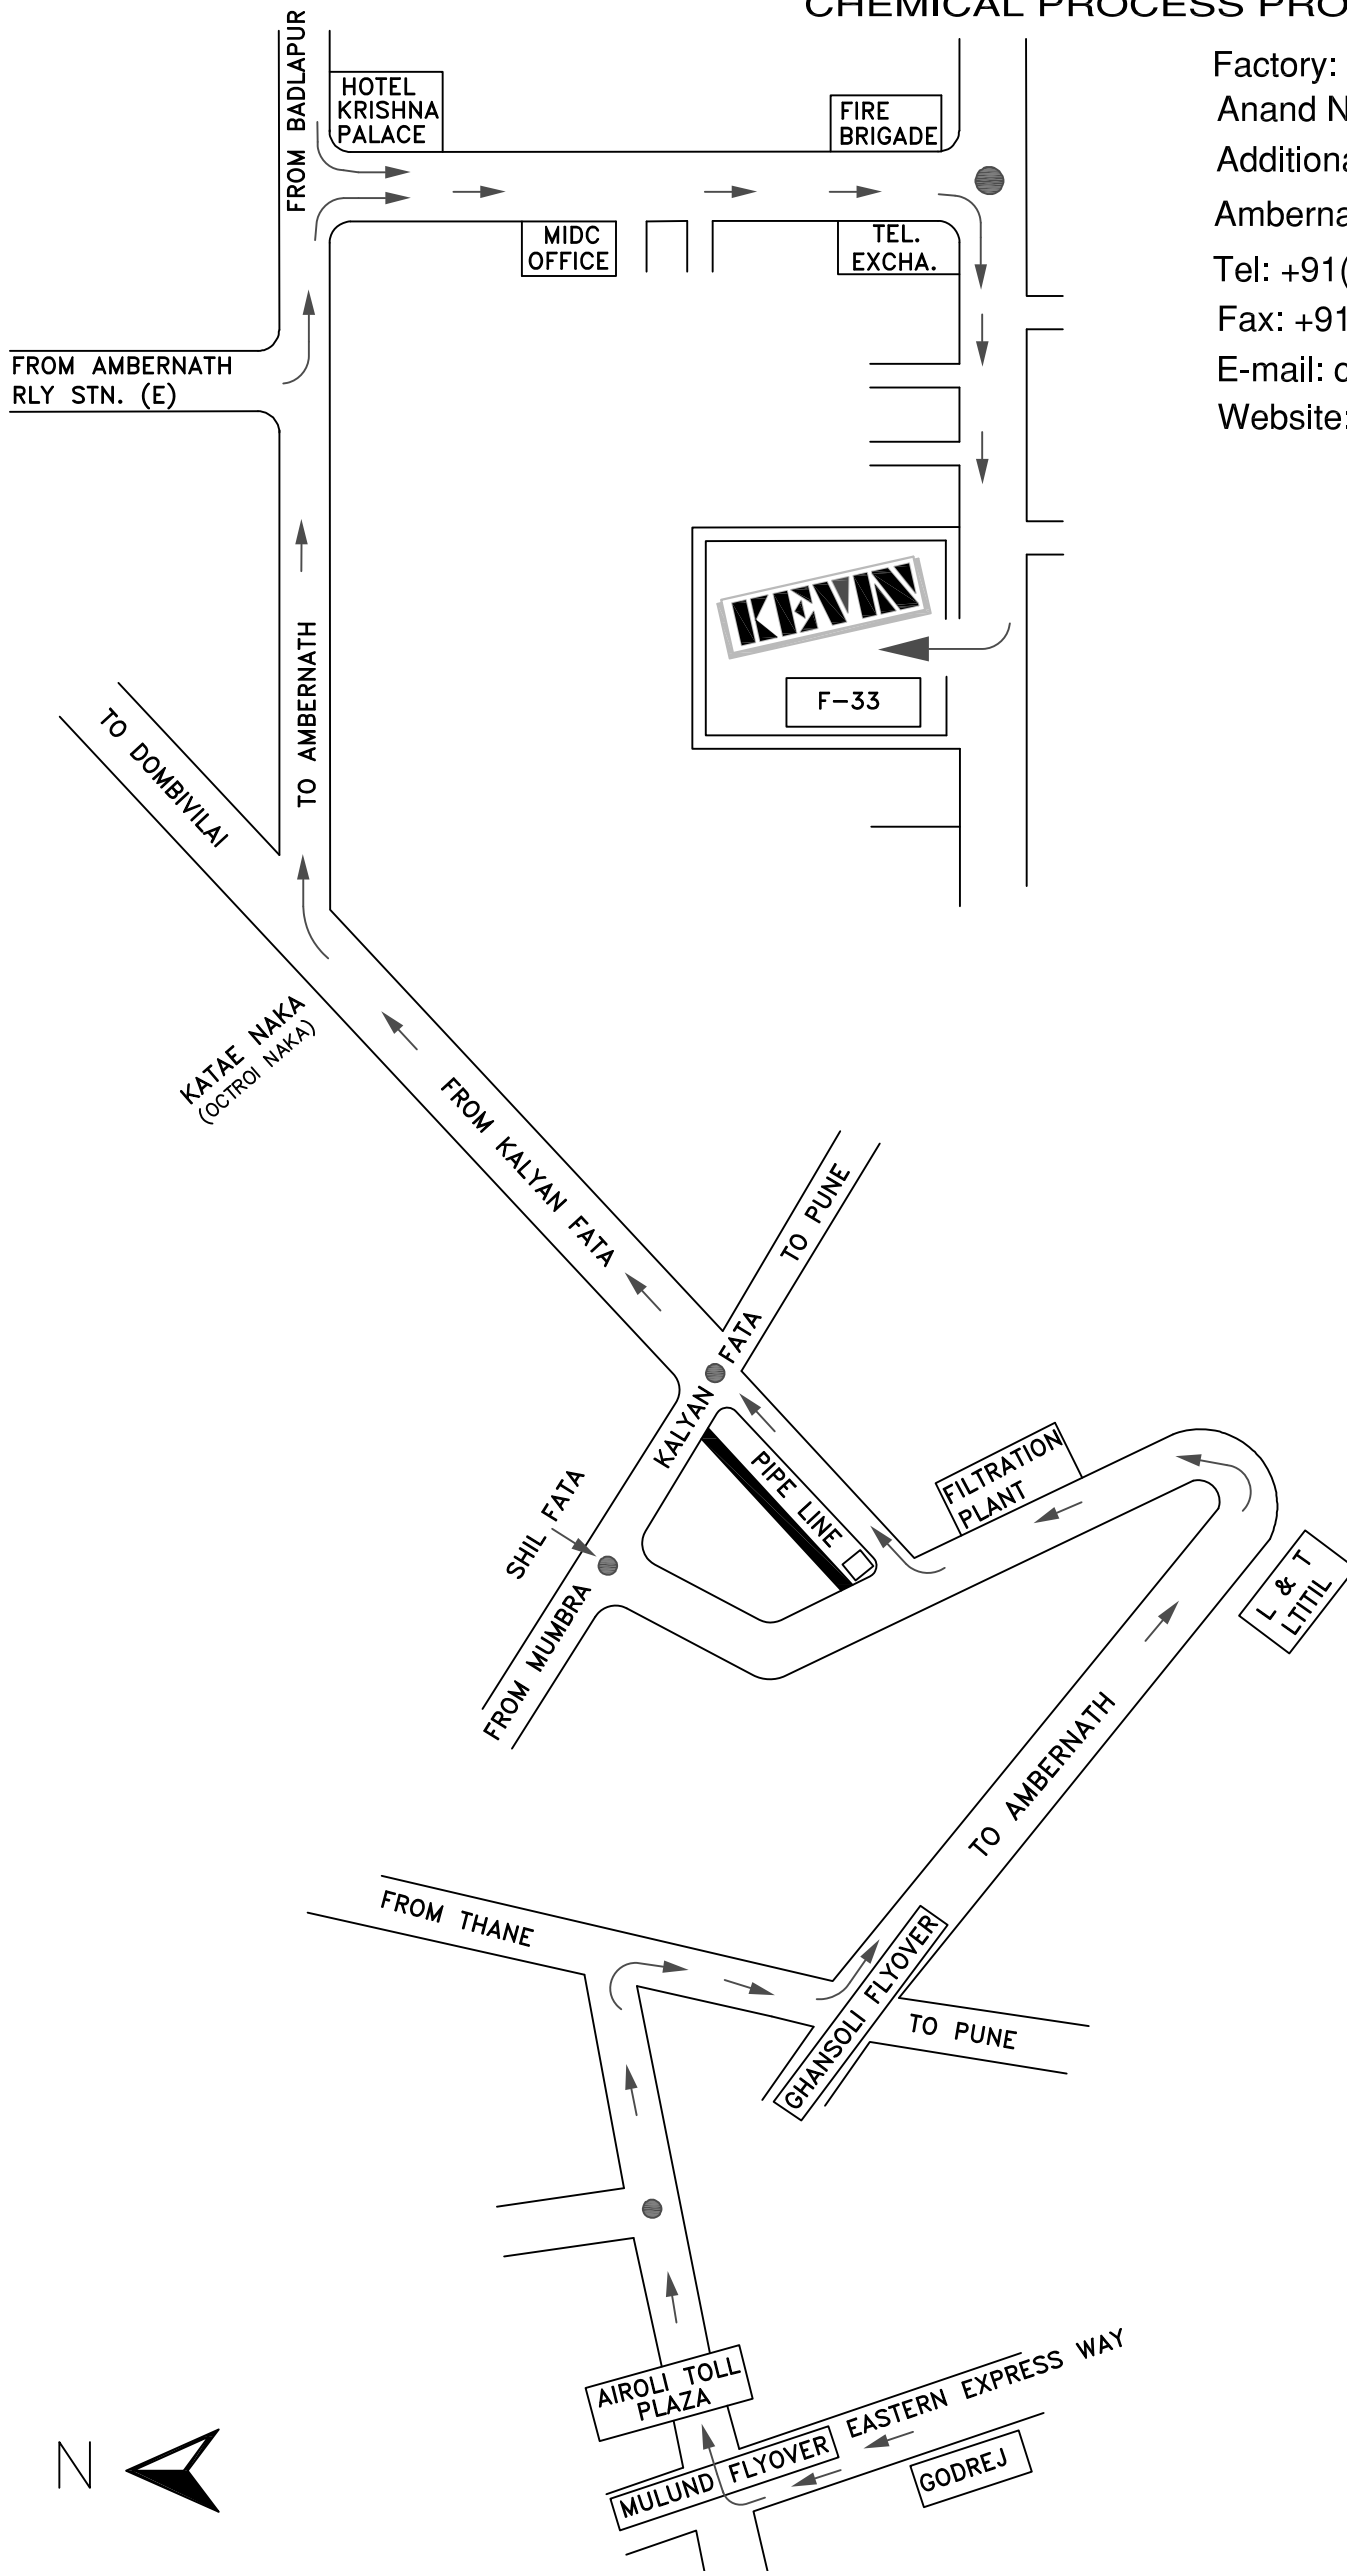 CHEMICAL PROCESS PRO
Factory:
Anand N
Additiona
Amberna
Tel: +91(
Fax: +91
E-mail:
Website:
FROM BADLAPUR
HOTEL
KRISHNA
PALACE
FIRE
BRIGADE
MIDC
OFFICE
TEL.
EXCHA.
FROM AMBERNATH
RLY STN. (E)
KEVIN
F-33
TO AMBERNATH
TO DOMBIVILAI
KATAE NAKA
(OCTROI NAKA)
FROM KALYAN FATA
TO PUNE
KALYAN FATA
PIPE LINE
SHIL FATA
FROM MUMBRA
FILTRATION
PLANT
L & T
LTITIL
TO AMBERNATH
FROM THANE
GHANSOLI FLYOVER
TO PUNE
AIROLI TOLL
PLAZA
EASTERN EXPRESS WAY
MULUND FLYOVER
GODREJ
N